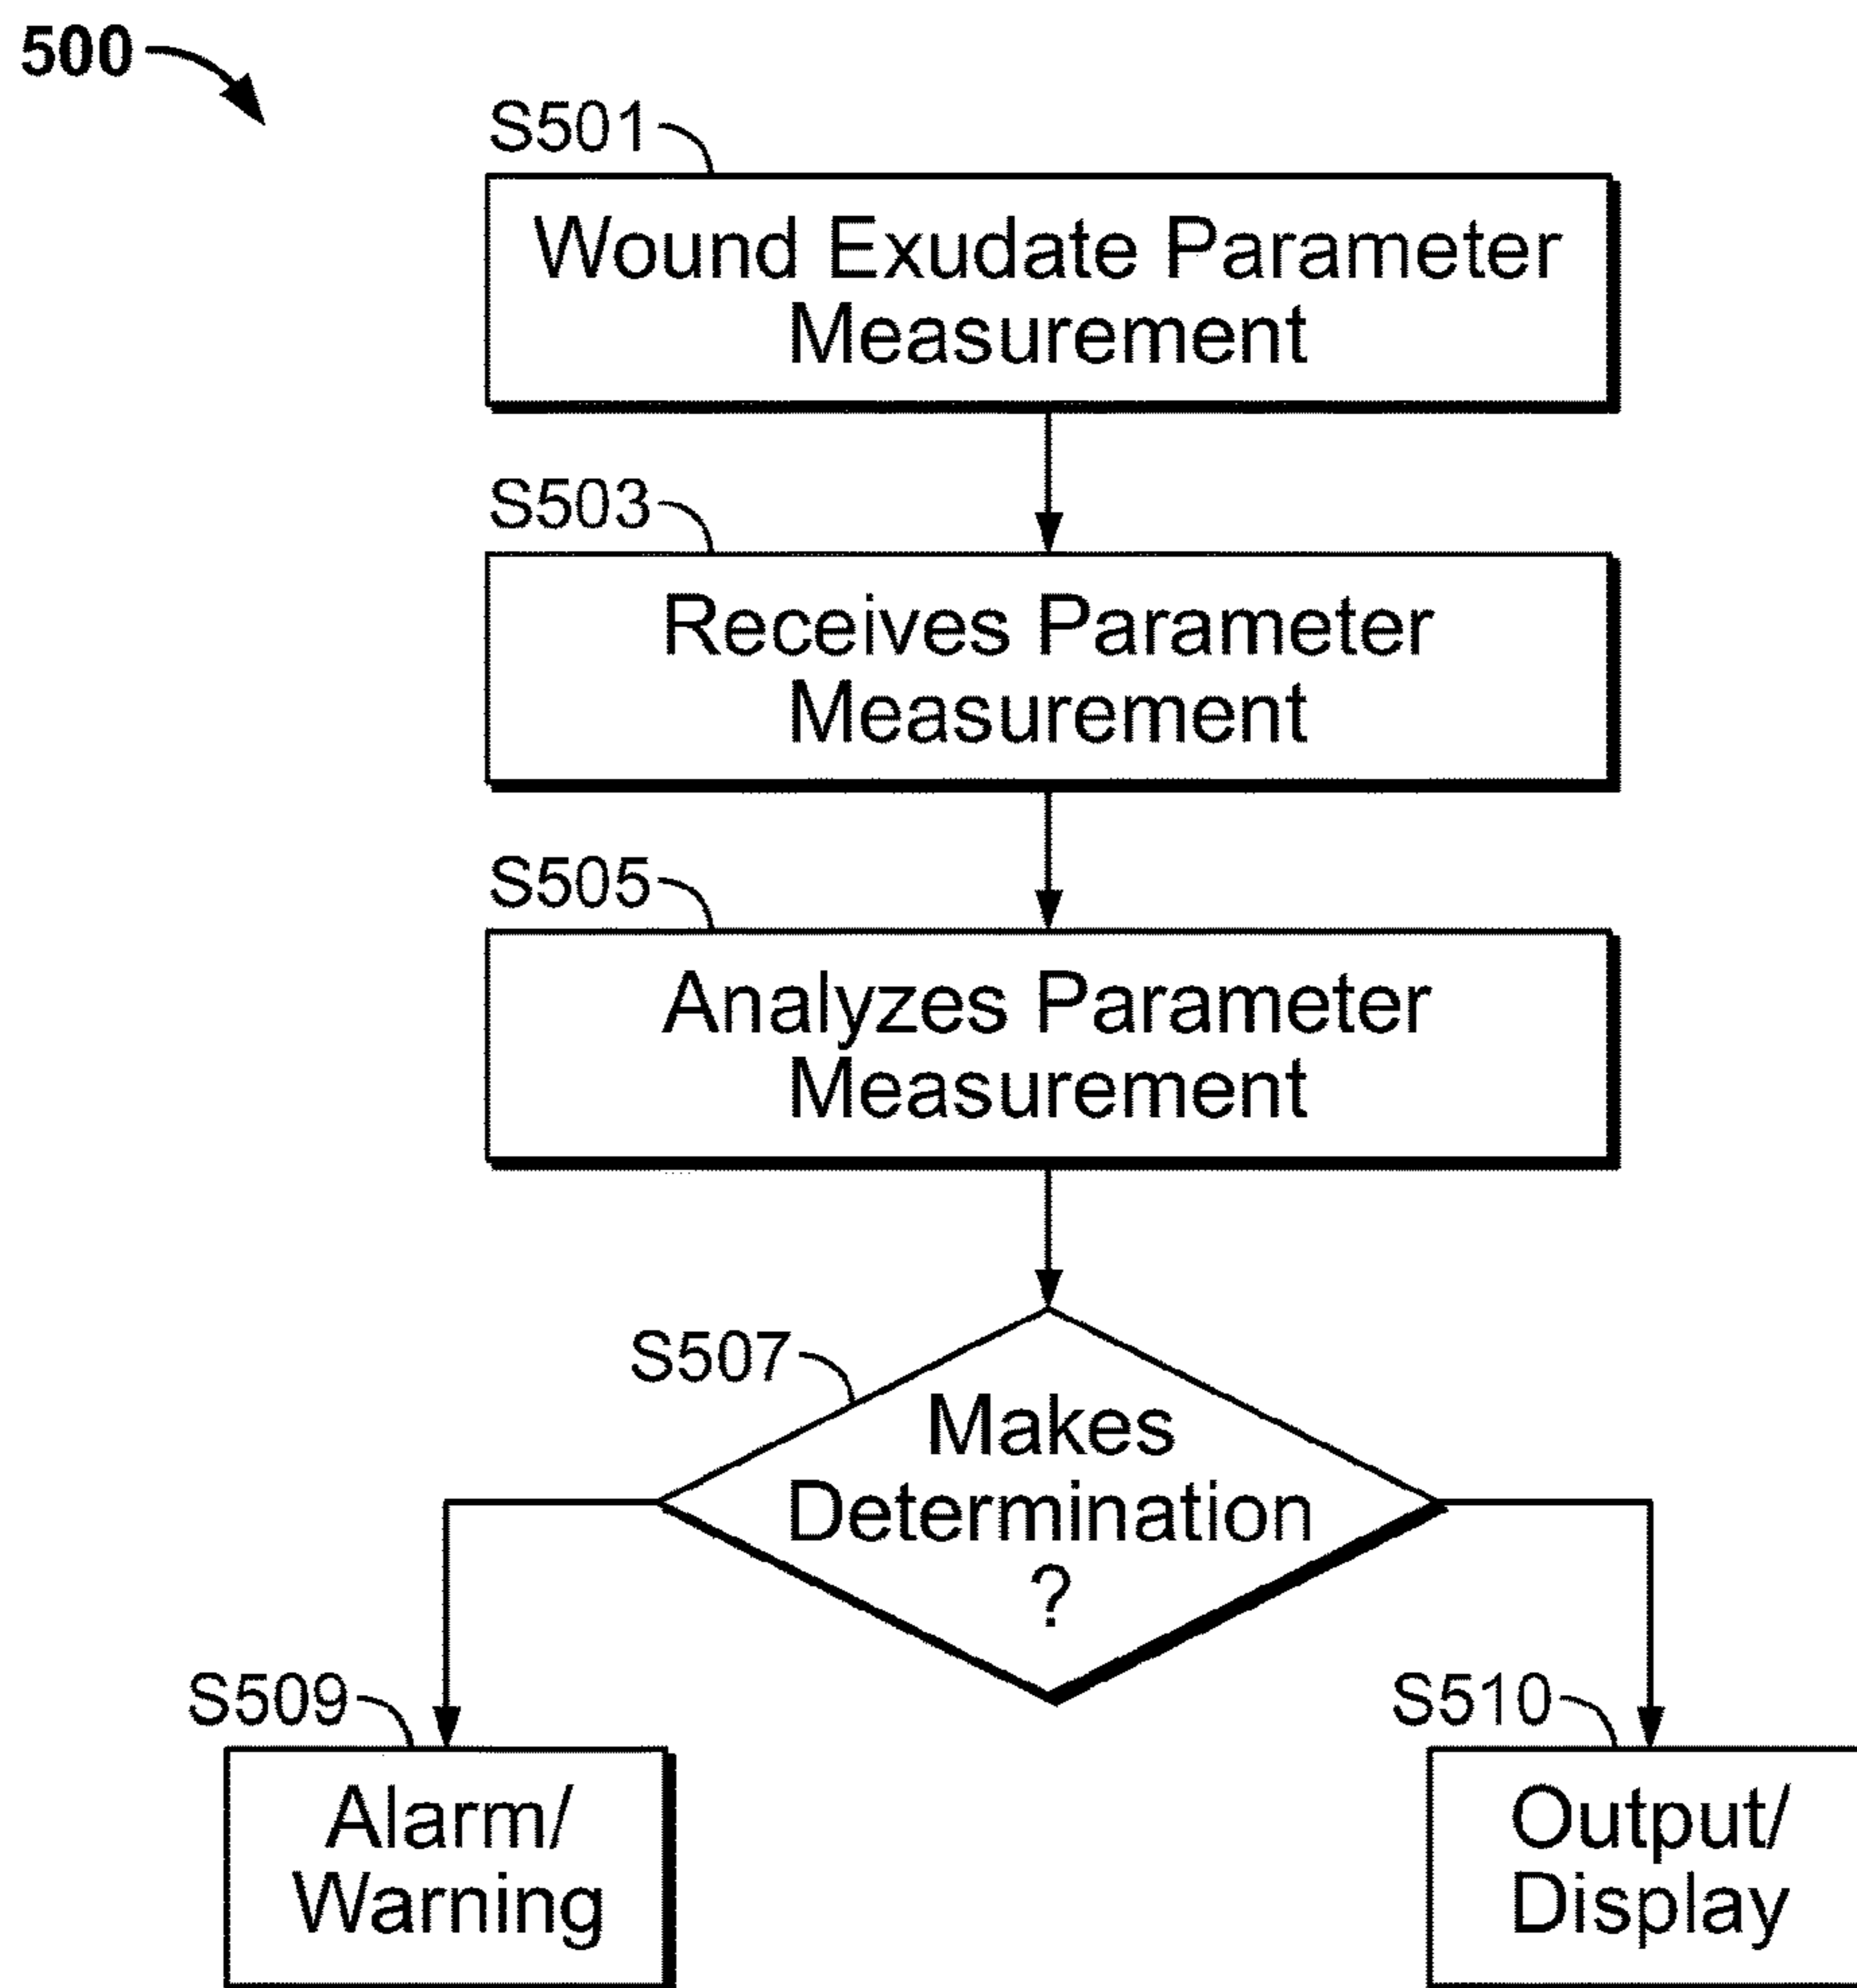 500
S501
Wound Exudate Parameter
Measurement
S503
Receives Parameter
Measurement
S505
Analyzes Parameter
Measurement
S507
Makes
Determination
?
S509
Alarm/
Warning
S510
Output/
Display